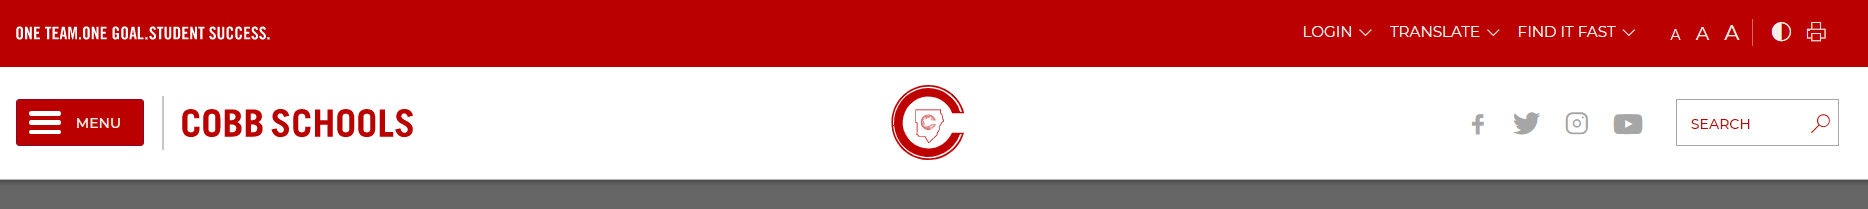 ONE TEAM.ONE GOAL.STUDENT SUCCESS.
LOGIN TRANSLATE FIND IT FAST A A A
MENU COBB SCHOOLS
C C
SEARCH